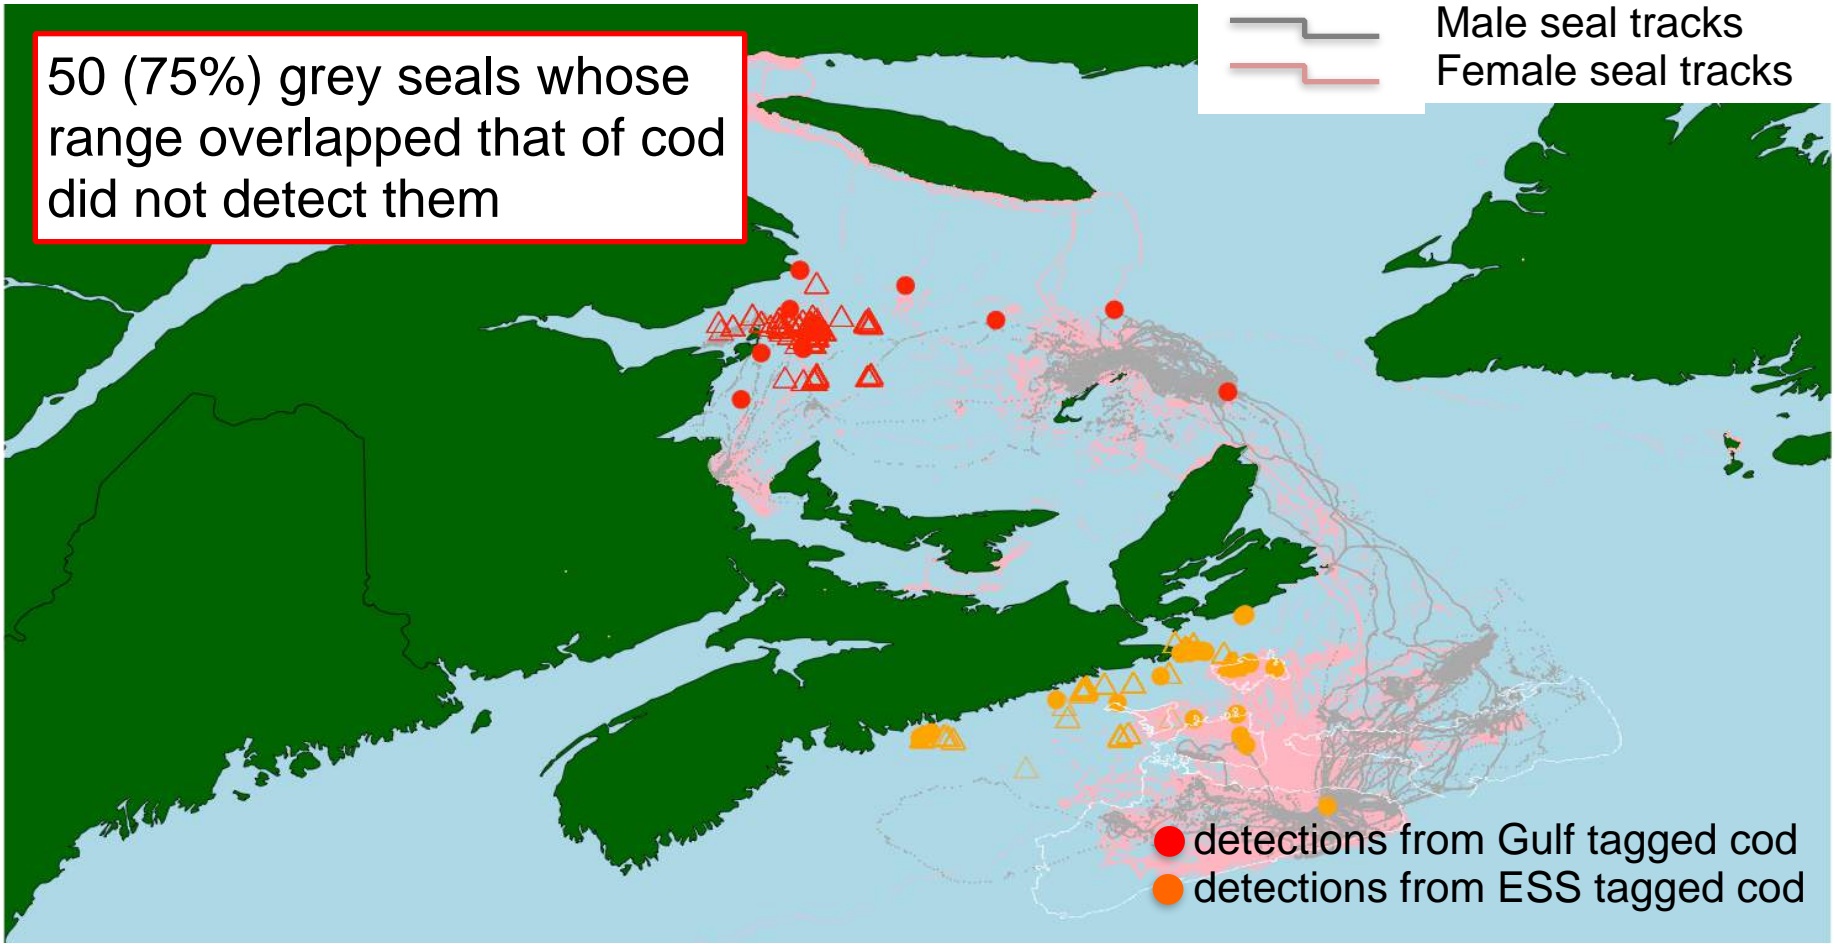 50 (75%) grey seals whose
range overlapped that of cod
did not detect them
Male seal tracks
Female seal tracks
detections from Gulf tagged cod
detections from ESS tagged cod